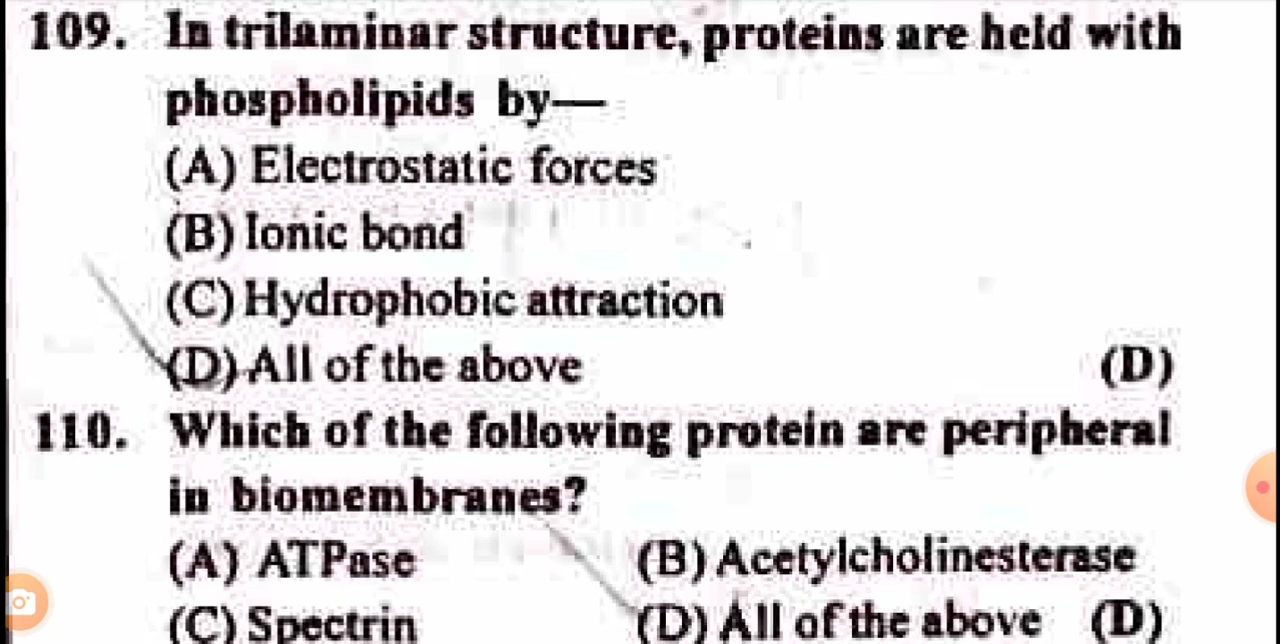 109. In trilaminar structure, proteins are held with
phospholipids by—
(A) Electrostatic forces
(B) Ionic bond
(C) Hydrophobic attraction
(D) All of the above (D)
110. Which of the following protein are peripheral
in biomembranes?
(A) ATPase (B) Acetylcholinesterase
(C) Spectrin (D) All of the above (D)